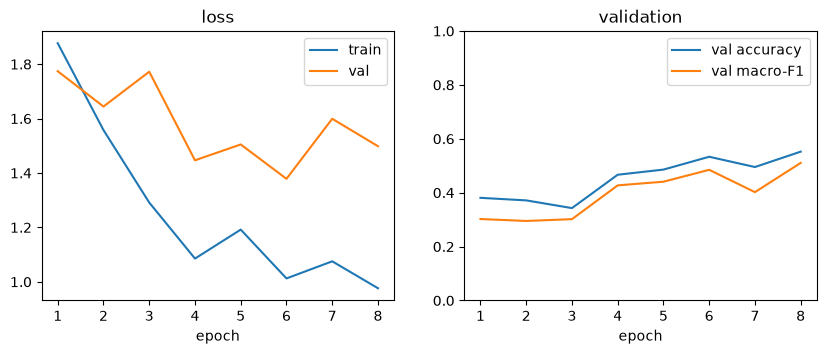 loss
train
val
1.8
1.6
1.4
1.2
1.0
1 2 3 4 5 6 7 8
epoch
validation
val accuracy
val macro-F1
1.0
0.8
0.6
0.4
0.2
0.0
1 2 3 4 5 6 7 8
epoch